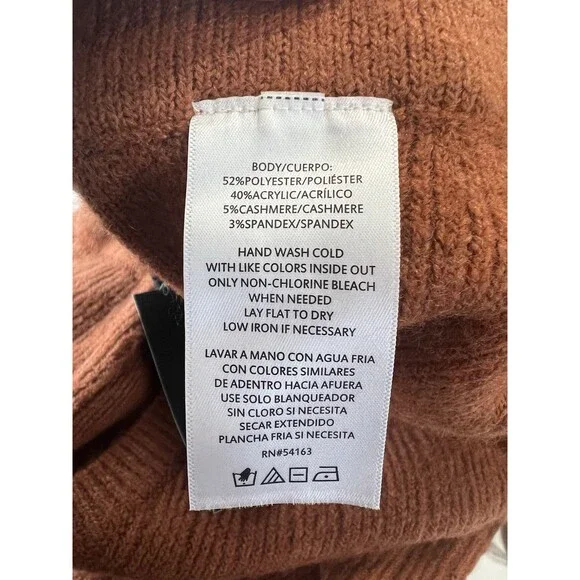 BODY/CUERPO:
52%POLYESTER/POLIÉSTER
40%ACRYLIC/ACRÍLICO
5%CASHMERE/CASHMERE
3%SPANDEX/SPANDEX
HAND WASH COLD
WITH LIKE COLORS INSIDE OUT
ONLY NON-CHLORINE BLEACH
WHEN NEEDED
LAY FLAT TO DRY
LOW IRON IF NECESSARY
LAVAR A MANO CON AGUA FRIA
CON COLORES SIMILARES
DE ADENTRO HACIA AFUERA
USE SOLO BLANQUEADOR
SIN CLORO SI NECESITA
SECAR EXTENDIDO
PLANCHA FRIA SI NECESITA
RN#54163